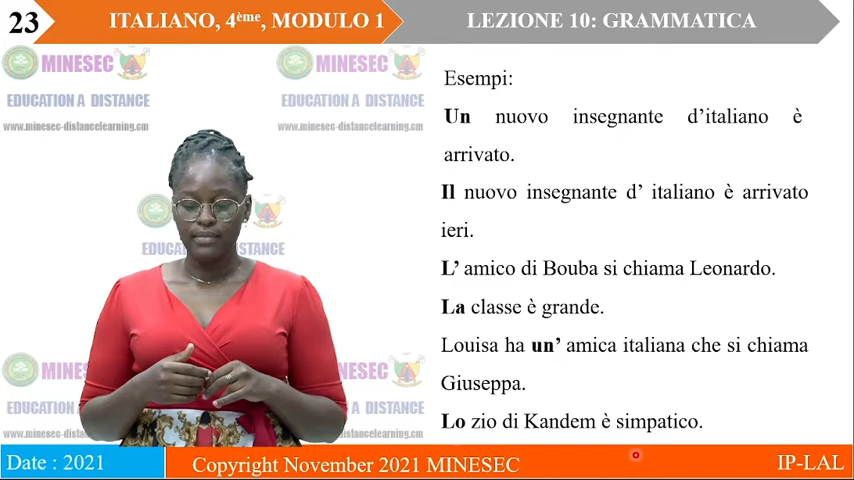 23
ITALIANO, 4ème, MODULO 1
LEZIONE 10: GRAMMATICA
MINESEC
EDUCATION A DISTANCE
www.minesec-distancelearning.cm
MINESEC
EDUCATION A DISTANCE
www.minesec-distancelearning.cm
Esempi:
Un nuovo insegnante d’italiano è
arrivato.
Il nuovo insegnante d’ italiano è arrivato
ieri.
L’ amico di Bouba si chiama Leonardo.
La classe è grande.
Louisa ha un’ amica italiana che si chiama
Giuseppa.
Lo zio di Kandem è simpatico.
Date : 2021
Copyright November 2021 MINESEC
IP-LAL